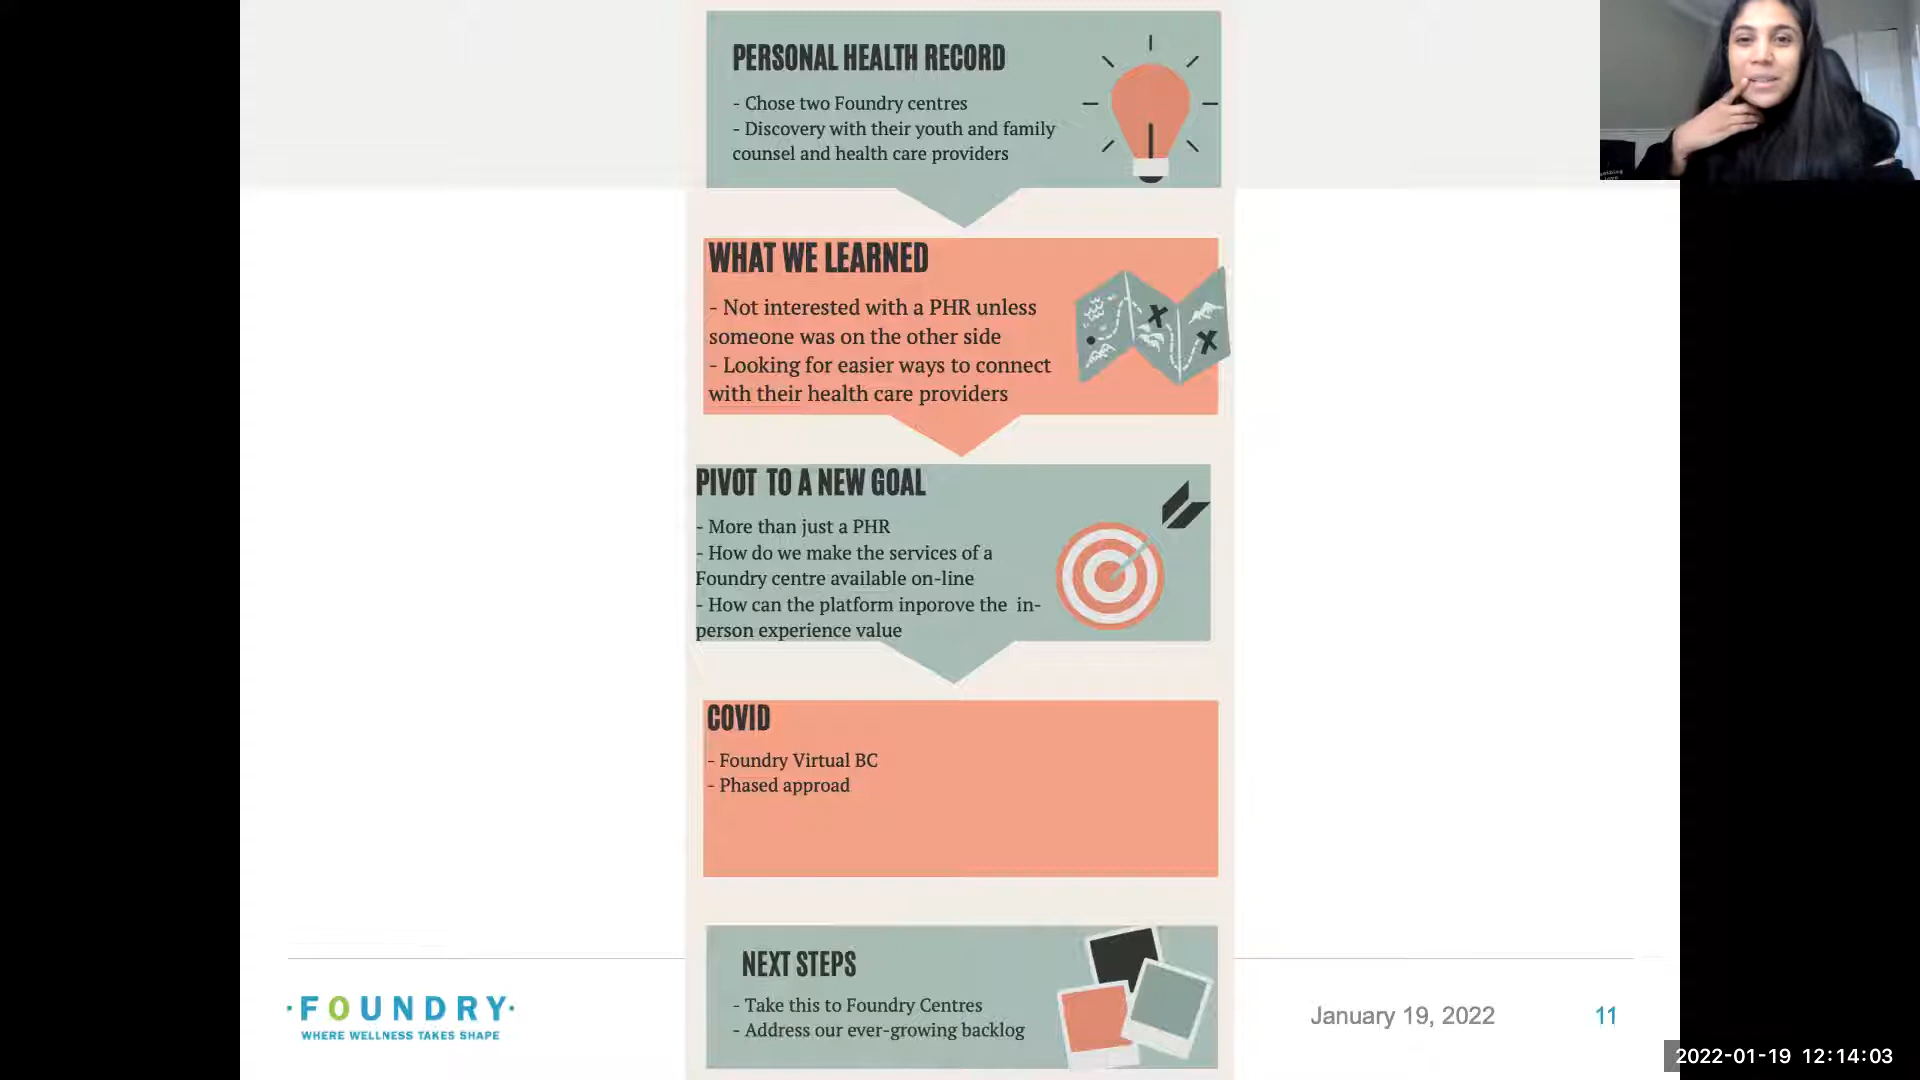 PERSONAL HEALTH RECORD
- Chose two Foundry centres
- Discovery with their youth and family
counsel and health care providers
WHAT WE LEARNED
- Not interested with a PHR unless
someone was on the other side
- Looking for easier ways to connect
with their health care providers
PIVOT TO A NEW GOAL
- More than just a PHR
- How do we make the services of a
Foundry centre available on-line
- How can the platform inporove the in-
person experience value
COVID
- Foundry Virtual BC
- Phased approad
NEXT STEPS
- Take this to Foundry Centres
- Address our ever-growing backlog
·FOUNDRY·
WHERE WELLNESS TAKES SHAPE
January 19, 2022
11
2022-01-19 12:14:03